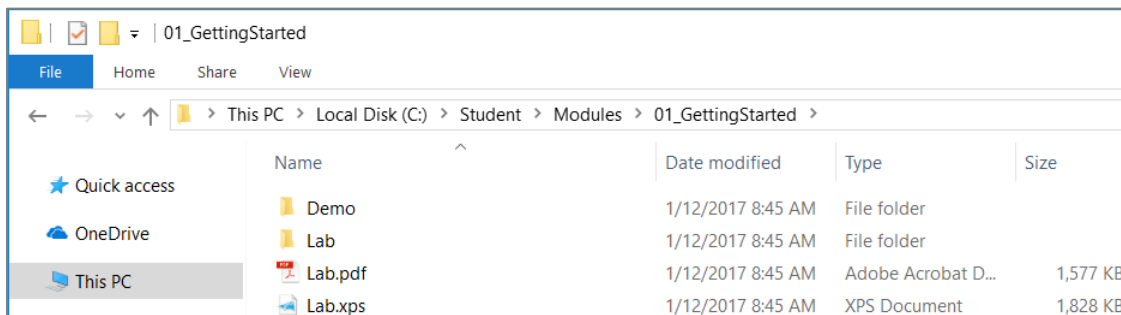 01_GettingStarted
File Home Share View
This PC > Local Disk (C:) > Student > Modules > 01_GettingStarted >
Name Date modified Type Size
Quick access
Demo 1/12/2017 8:45 AM File folder
OneDrive
Lab 1/12/2017 8:45 AM File folder
This PC
PDF Lab.pdf 1/12/2017 8:45 AM Adobe Acrobat D... 1,577 KB
Lab.xps 1/12/2017 8:45 AM XPS Document 1,828 KB